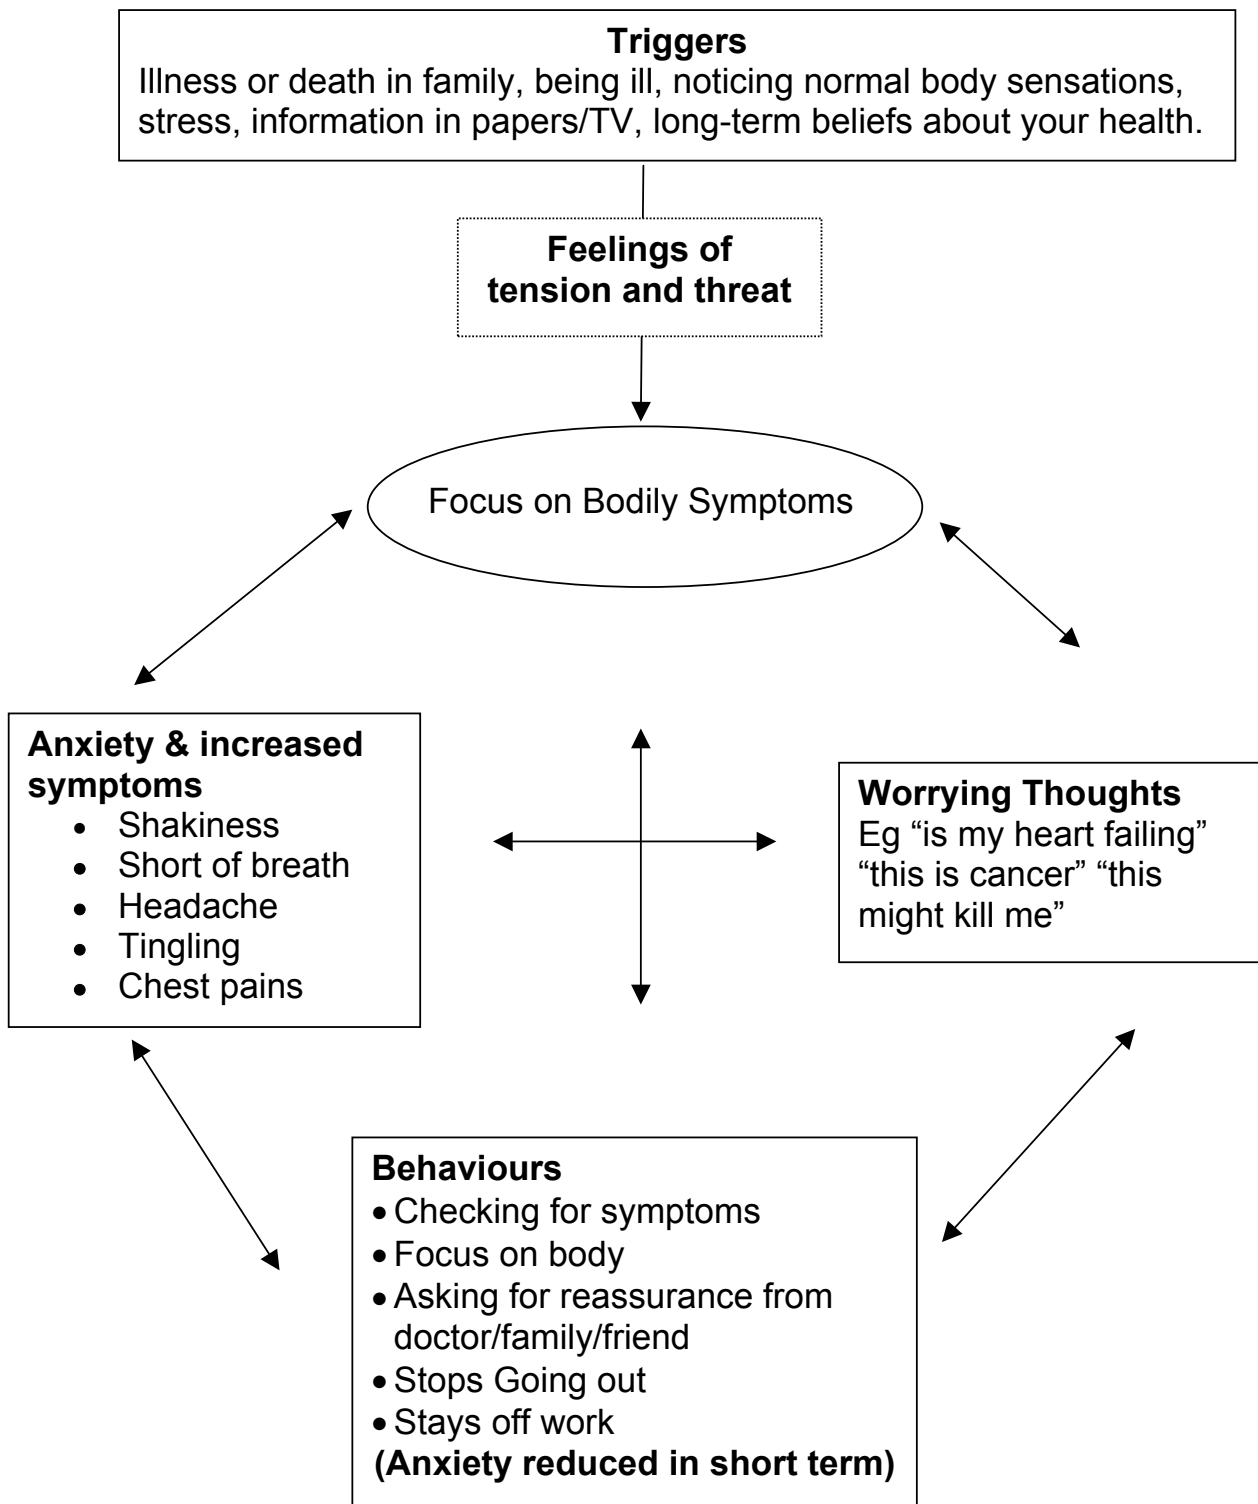 Triggers
Illness or death in family, being ill, noticing normal body sensations,
stress, information in papers/TV, long-term beliefs about your health.
Feelings of
tension and threat
Focus on Bodily Symptoms
Anxiety & increased
symptoms
• Shakiness
• Short of breath
• Headache
• Tingling
• Chest pains
Worrying Thoughts
Eg “is my heart failing”
“this is cancer” “this
might kill me”
Behaviours
• Checking for symptoms
• Focus on body
• Asking for reassurance from
doctor/family/friend
• Stops Going out
• Stays off work
(Anxiety reduced in short term)